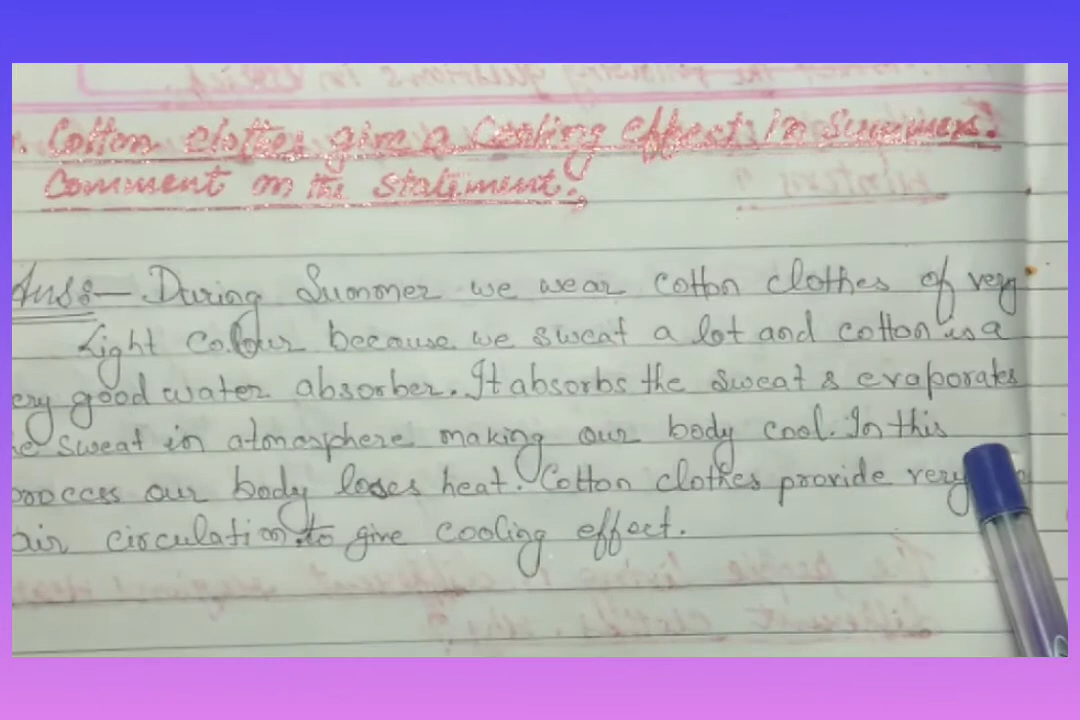 Cotton clothes give a Cooling effect in summers.
Comment on the statement.
Ans:- During Summer we wear cotton clothes of very
Light Colour because we sweat a lot and cotton is a
ery good water absorber. It absorbs the sweat & evaporates
he sweat in atmosphere making our body cool. In this
process our body loses heat. Cotton clothes provide very
air circulation to give cooling effect.